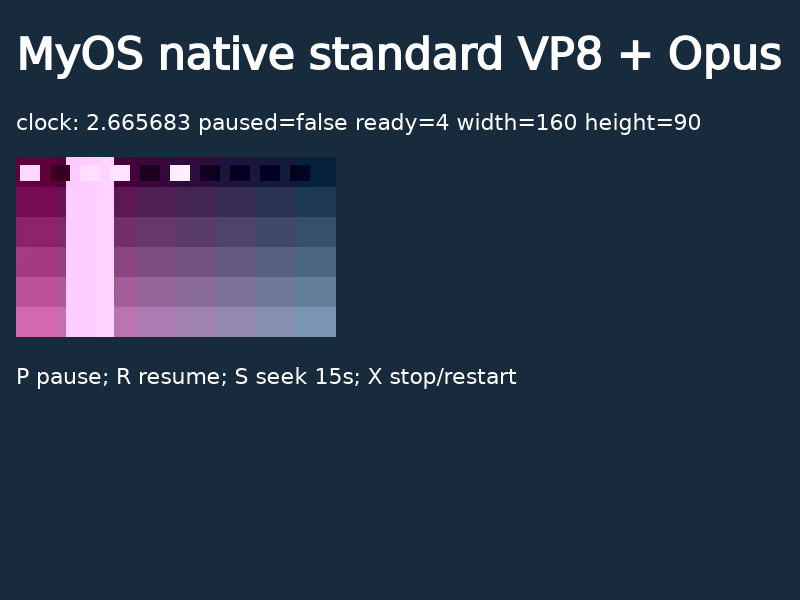 MyOS native standard VP8 + Opus
clock: 2.665683 paused=false ready=4 width=160 height=90
P pause; R resume; S seek 15s; X stop/restart